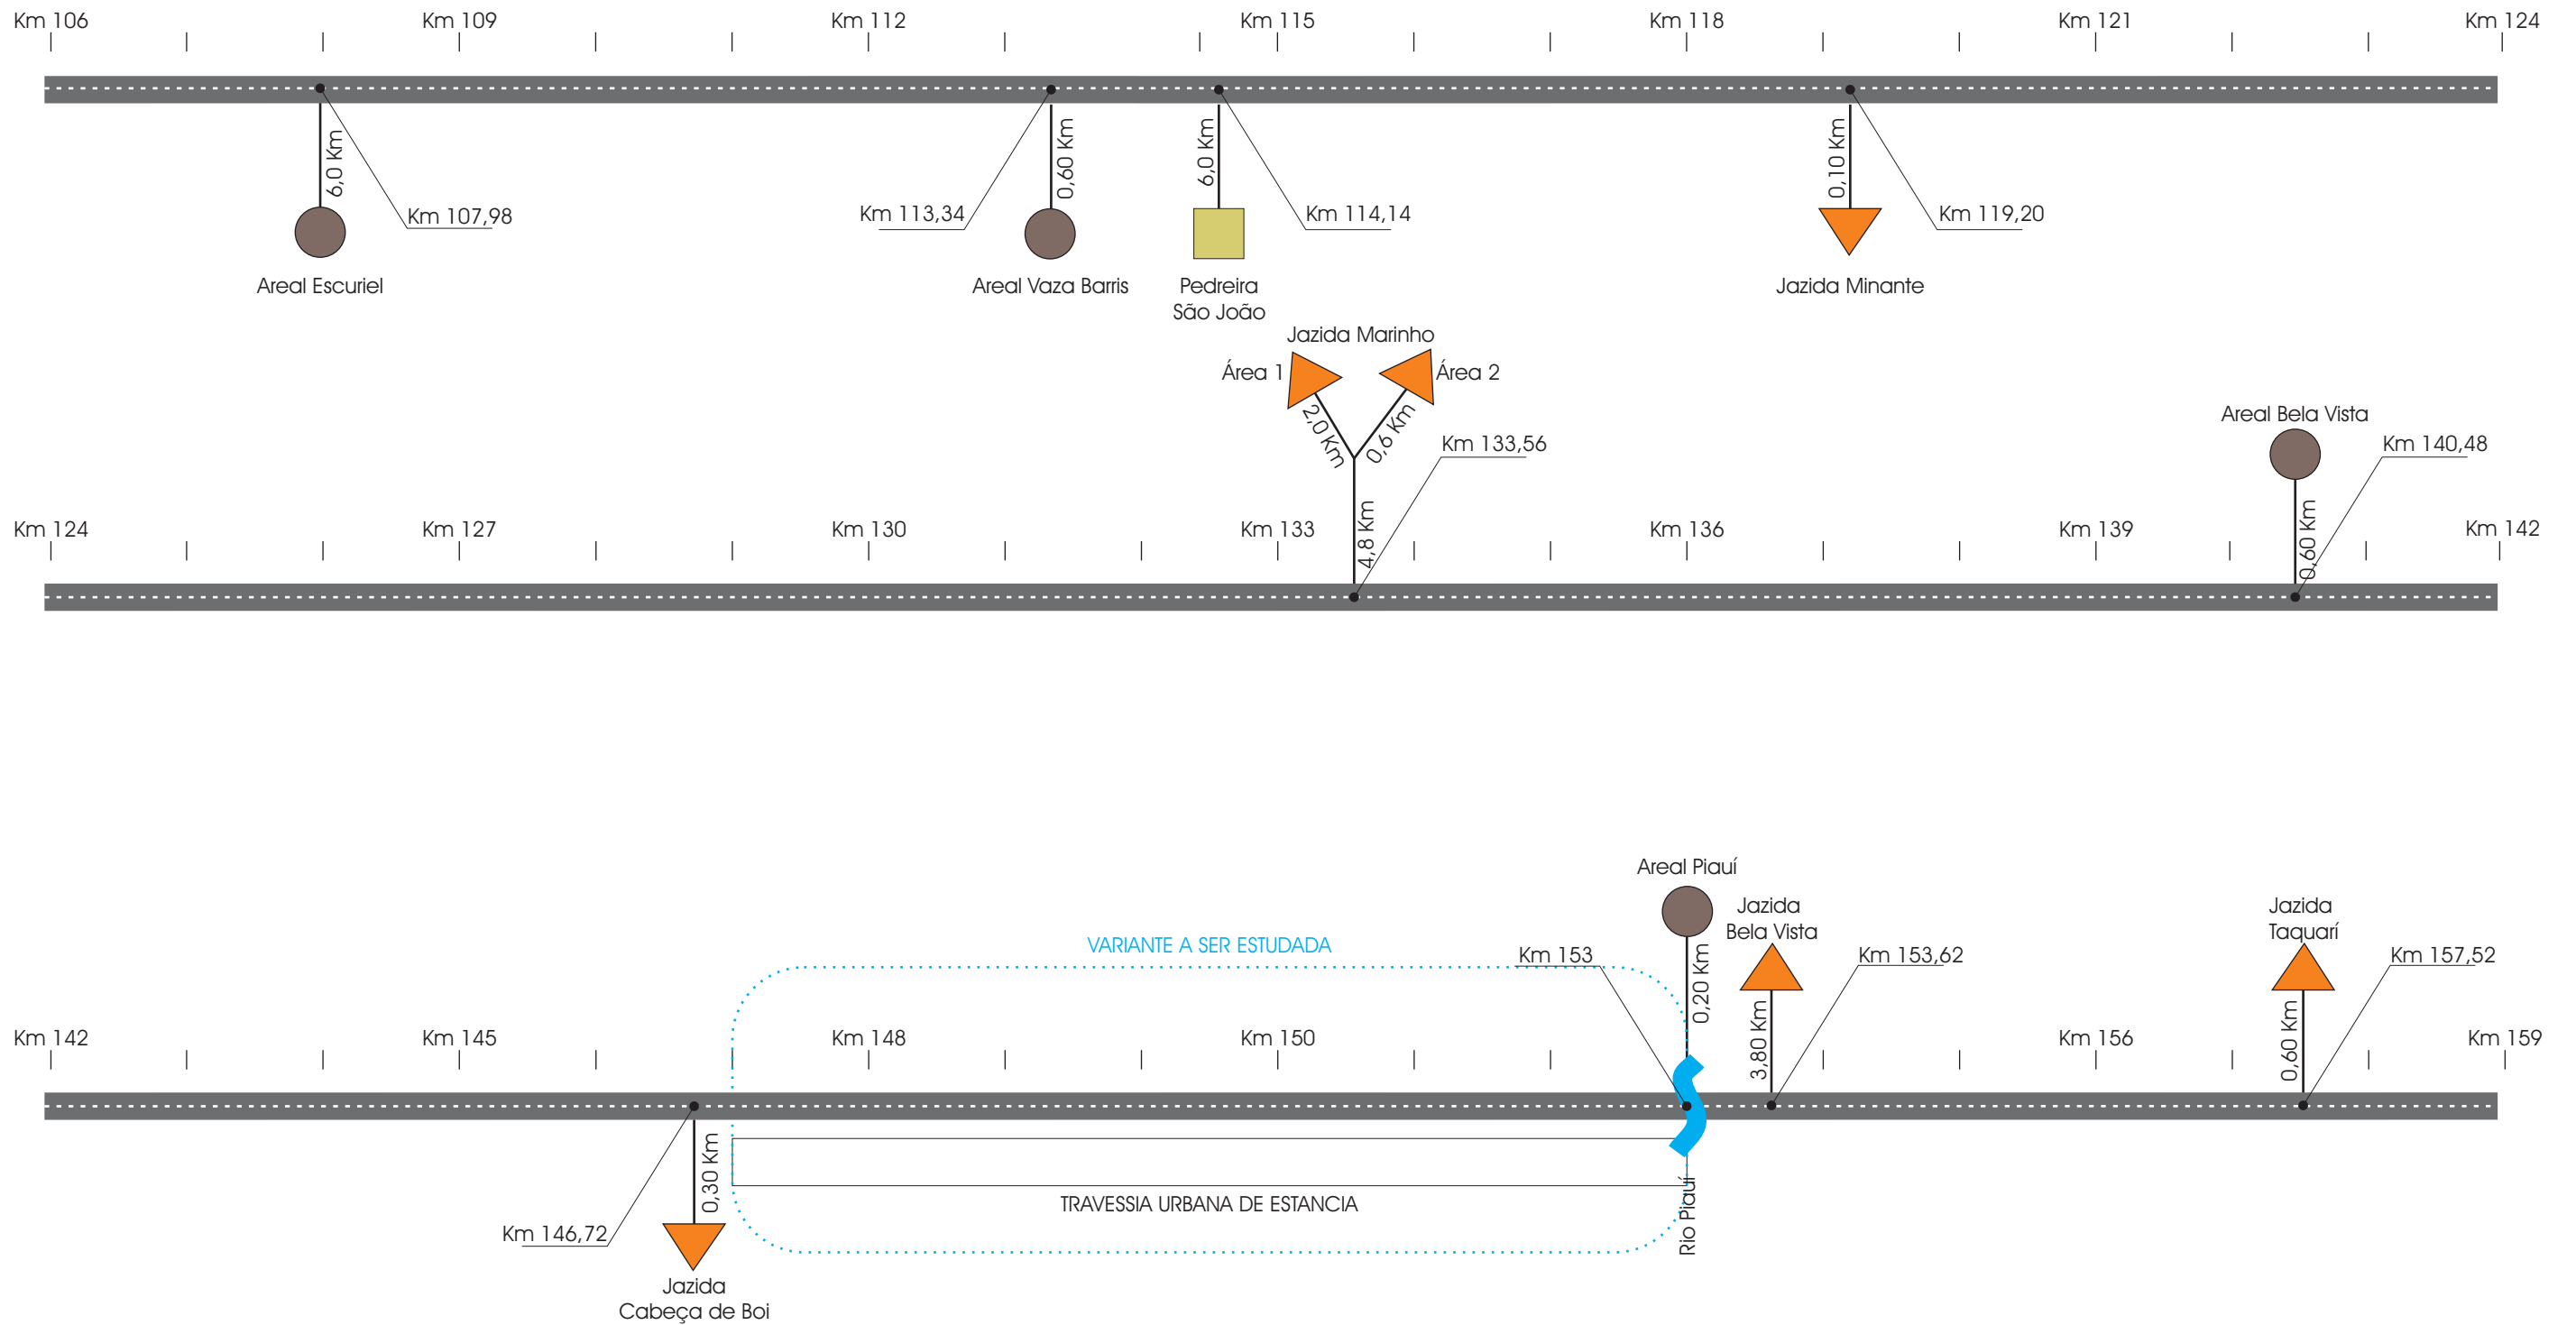 Km 106
Km 109
Km 112
Km 115
Km 118
Km 121
Km 124
6,0 Km
Km 107,98
Areal Escuriel
Km 113,34
0,60 Km
Areal Vaza Barris
6,0 Km
Km 114,14
Pedreira
São João
0,10 Km
Km 119,20
Jazida Minante
Jazida Marinho
Área 1
Área 2
2,0 Km
0,6 Km
4,8 Km
Km 133,56
Areal Bela Vista
Km 140,48
0,60 Km
Km 124
Km 127
Km 130
Km 133
Km 136
Km 139
Km 142
Areal Piauí
Jazida
Bela Vista
Jazida
Taquarí
VARIANTE A SER ESTUDADA
Km 153
0,20 Km
Km 153,62
3,80 Km
Km 157,52
0,60 Km
Km 142
Km 145
Km 148
Km 150
Km 156
Km 159
0,30 Km
Km 146,72
Jazida
Cabeça de Boi
TRAVESSIA URBANA DE ESTANCIA
Rio Piauí